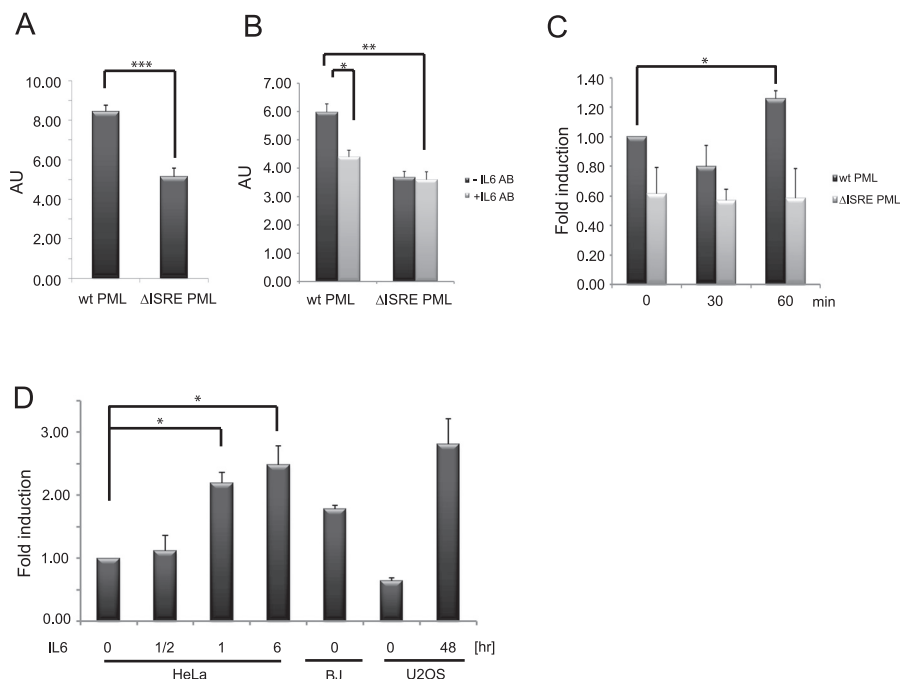 A
***
10.00
8.00
6.00
4.00
2.00
0.00
AU
wt PML
ΔISRE PML
B
**
*
7.00
6.00
5.00
4.00
3.00
2.00
1.00
0.00
AU
wt PML
ΔISRE PML
- IL6 AB
+IL6 AB
C
*
1.40
1.20
1.00
0.80
0.60
0.40
0.20
0.00
Fold induction
0 30 60 min
wt PML
ΔISRE PML
D
*
*
3.00
2.00
1.00
0.00
Fold induction
IL6 0 1/2 1 6 0 0 48 [hr]
HeLa BJ U2OS